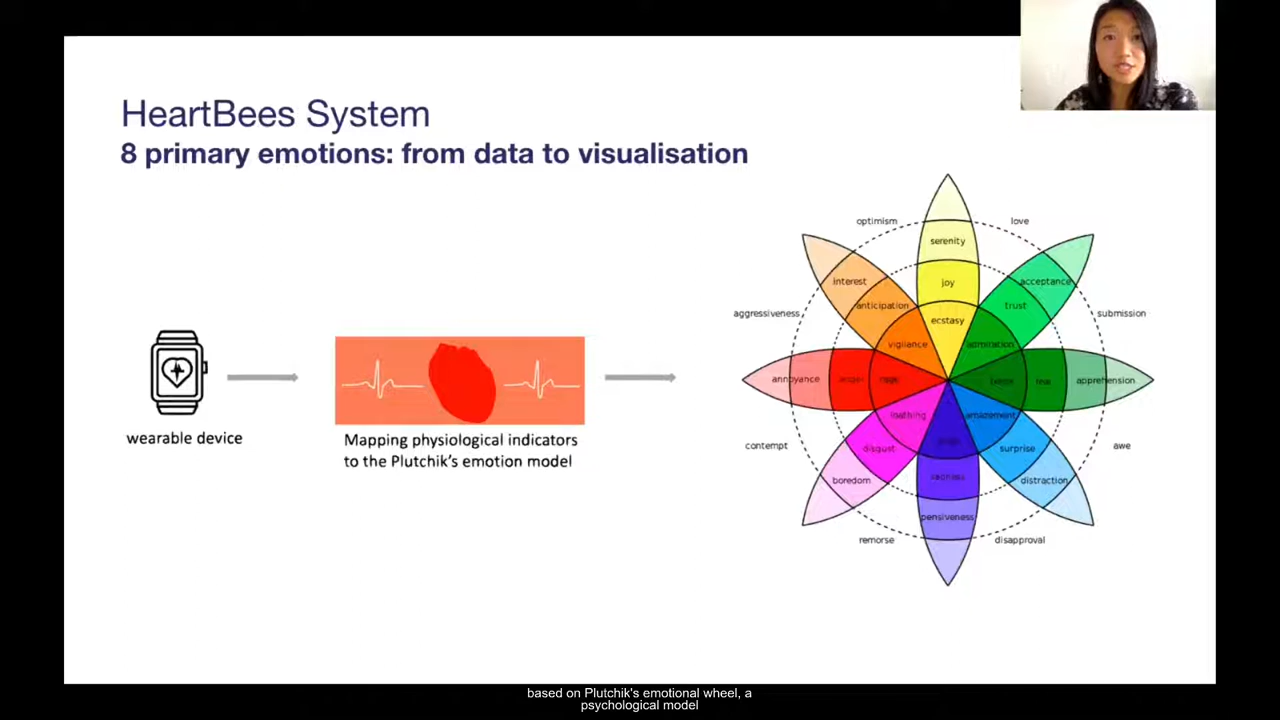 HeartBees System
8 primary emotions: from data to visualisation
optimism
love
serenity
interest
acceptance
joy
anticipation
trust
aggressiveness
submission
ecstasy
vigilance
admiration
annoyance
anger
rage
terror
fear
apprehension
loathing
amazement
wearable device
Mapping physiological indicators
to the Plutchik's emotion model
contempt
grief
awe
disgust
surprise
boredom
sadness
distraction
pensiveness
remorse
disapproval
based on Plutchik's emotional wheel, a
psychological model